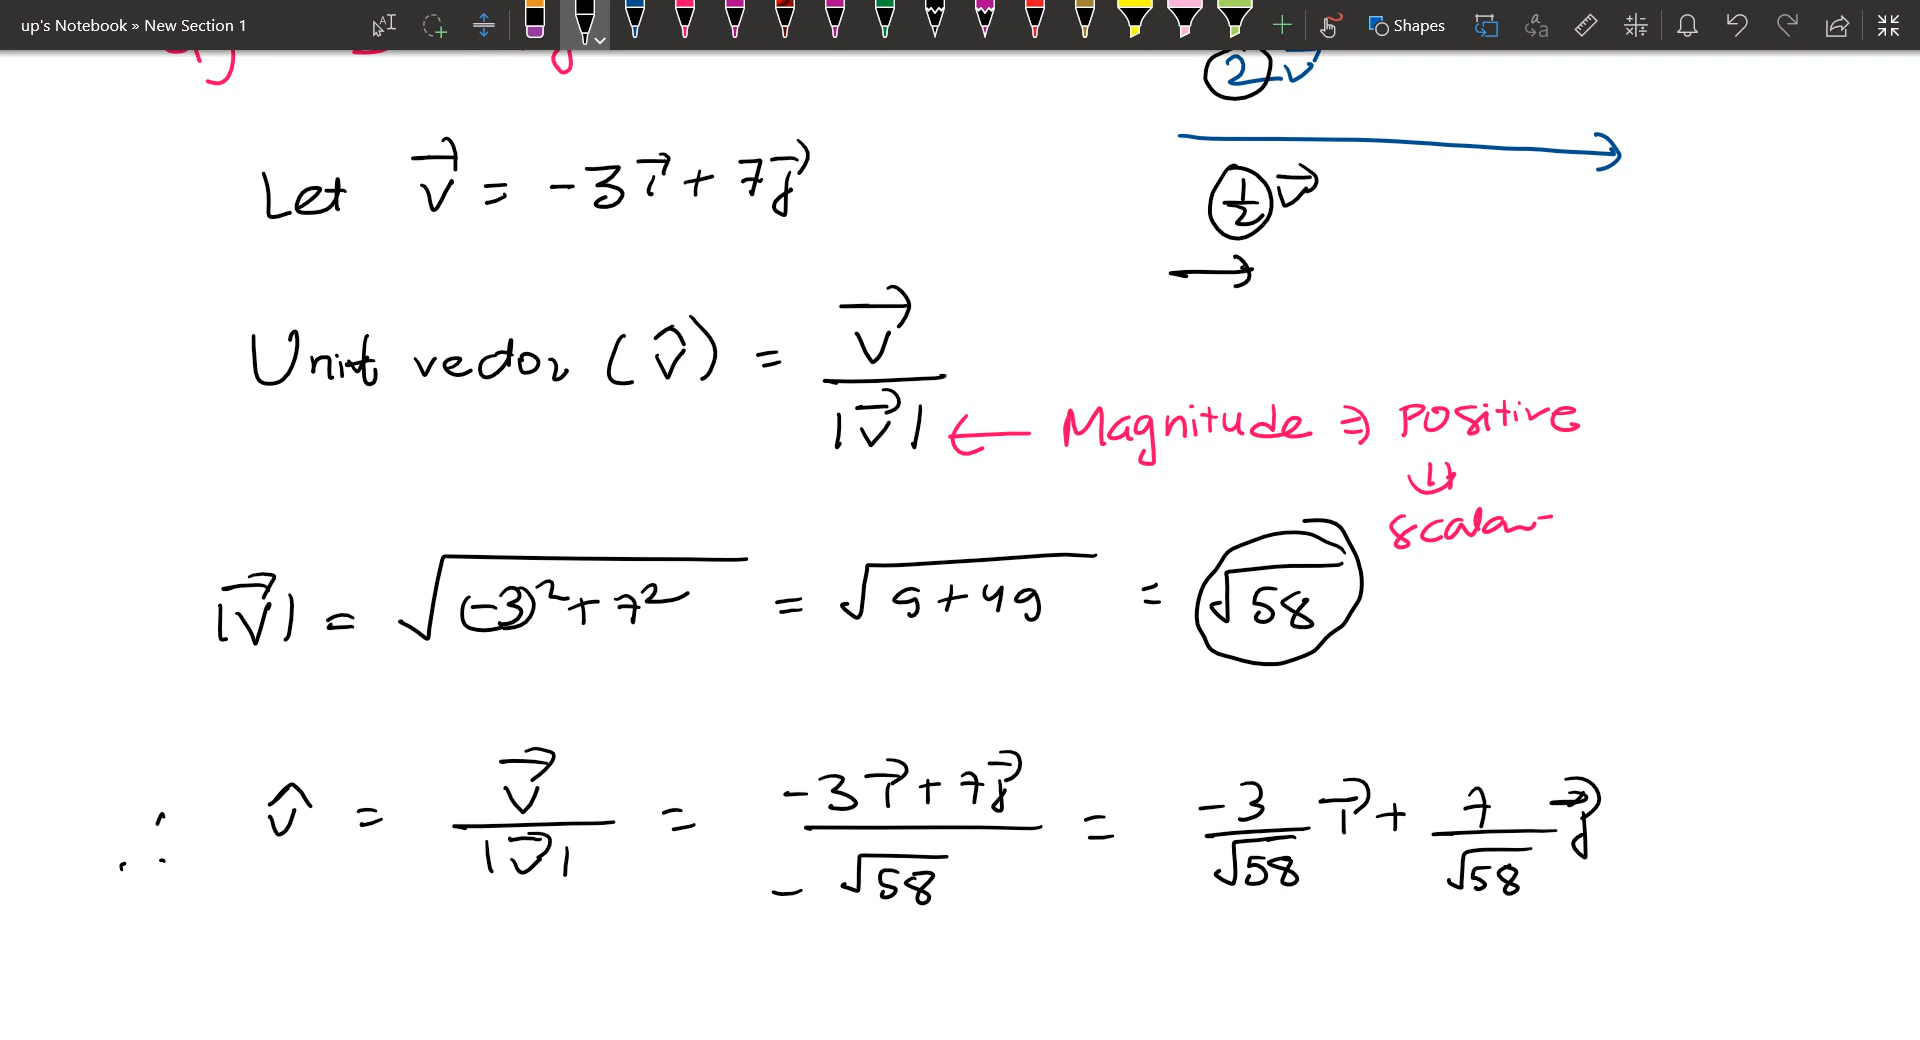 up's Notebook » New Section 1
Shapes
2 v⃗
Let v⃗ = -3i⃗ + 7j⃗
1/2 v⃗
Unit vector (v̂) = v⃗ / |v⃗| ← Magnitude ⇒ Positive
⇓
scalar
|v⃗| = √((-3)² + 7²) = √(9 + 49) = √58
∴ v̂ = v⃗ / |v⃗| = (-3i⃗ + 7j⃗) / √58 = -3/√58 i⃗ + 7/√58 j⃗